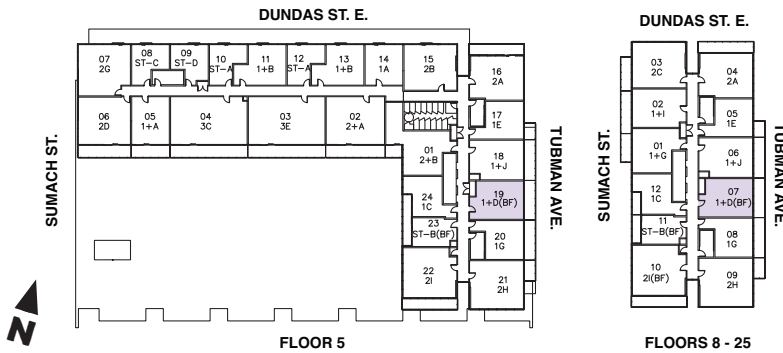 DUNDAS ST. E.
07
2G
08
ST-C
09
ST-D
10
ST-A
11
1+B
12
ST-A
13
1+B
14
1A
15
2B
16
2A
06
2D
05
1+A
04
3C
03
3E
02
2+A
17
1E
01
2+B
18
1+J
24
1C
19
1+D(BF)
23
ST-B(BF)
20
1G
22
2I
21
2H
SUMACH ST.
TUBMAN AVE.
N
FLOOR 5
DUNDAS ST. E.
03
2C
04
2A
02
1+I
05
1E
01
1+G
06
1+J
12
1C
07
1+D(BF)
11
ST-B(BF)
08
1G
10
2I(BF)
09
2H
SUMACH ST.
TUBMAN AVE.
FLOORS 8 - 25